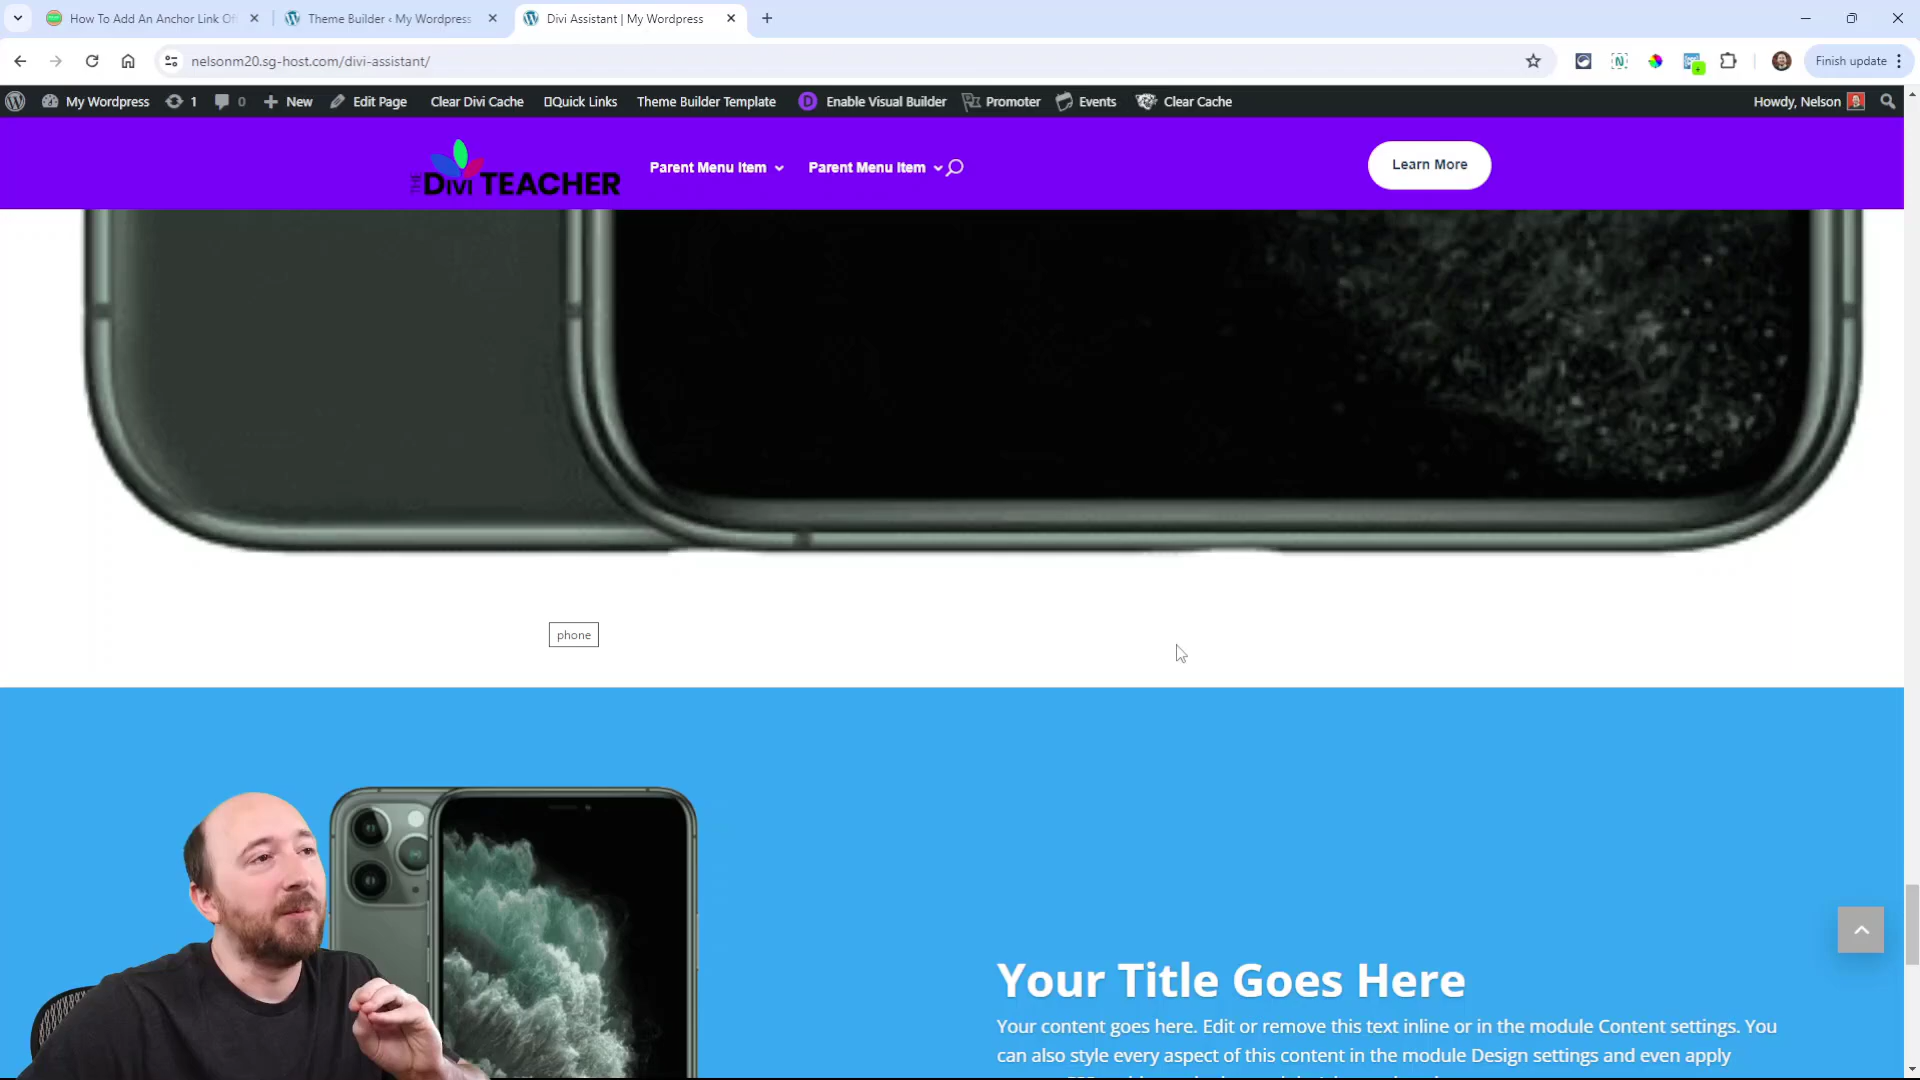 How To Add An Anchor Link Of
Theme Builder ‹ My Wordpress
Divi Assistant | My Wordpress
nelsonm20.sg-host.com/divi-assistant/
Finish update
My Wordpress
1
0
New
Edit Page
Clear Divi Cache
Quick Links
Theme Builder Template
D
Enable Visual Builder
Promoter
Events
Clear Cache
Howdy, Nelson
THE DIVI TEACHER
Parent Menu Item
Parent Menu Item
Learn More
phone
Your Title Goes Here
Your content goes here. Edit or remove this text inline or in the module Content settings. You
can also style every aspect of this content in the module Design settings and even apply